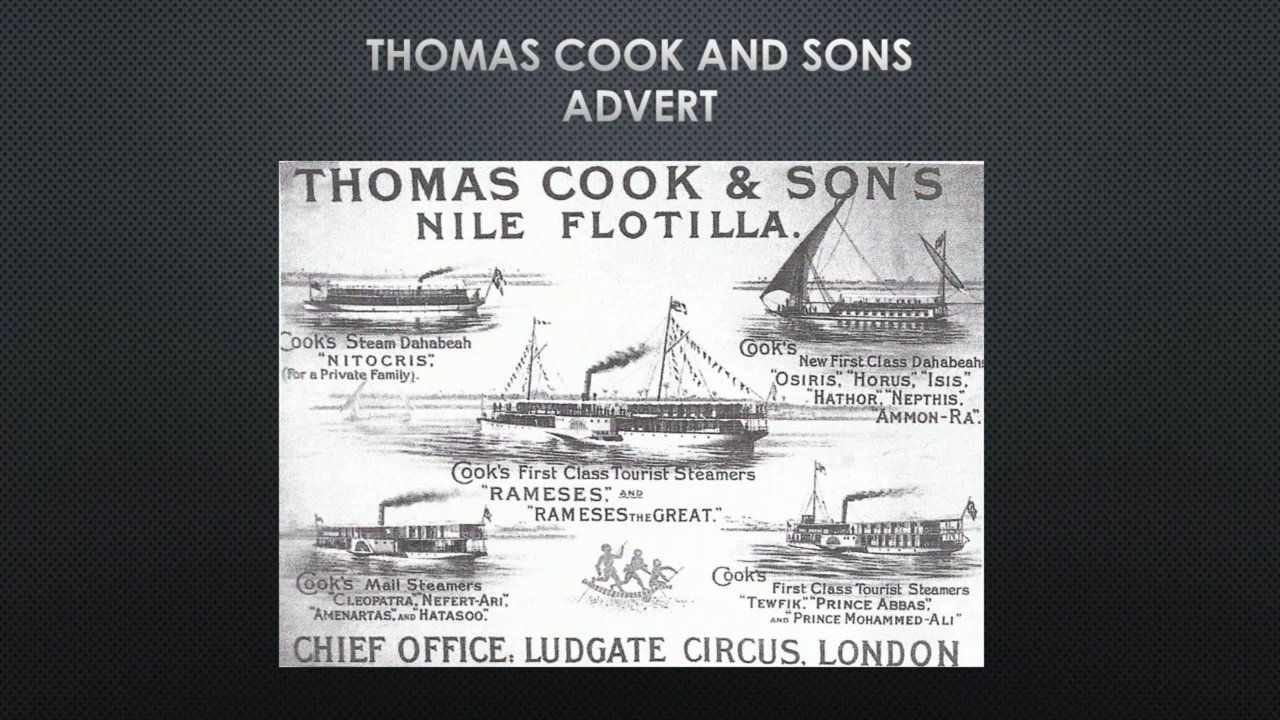 THOMAS COOK AND SONS
ADVERT
THOMAS COOK & SON'S
NILE FLOTILLA.
Cook's Steam Dahabeah
"NITOCRIS",
(For a Private Family).
Cook's
New First Class Dahabeahs
"OSIRIS," "HORUS," "ISIS,"
"HATHOR," "NEPTHIS,"
"AMMON-RA".
Cook's First Class Tourist Steamers
"RAMESES," AND
"RAMESES THE GREAT."
Cook's Mail Steamers
"CLEOPATRA," "NEFERT-ARI",
"AMENARTAS," AND "HATASOO."
Cook's
First Class Tourist Steamers
"TEWFIK," "PRINCE ABBAS,"
AND "PRINCE MOHAMMED-ALI"
CHIEF OFFICE: LUDGATE CIRCUS, LONDON